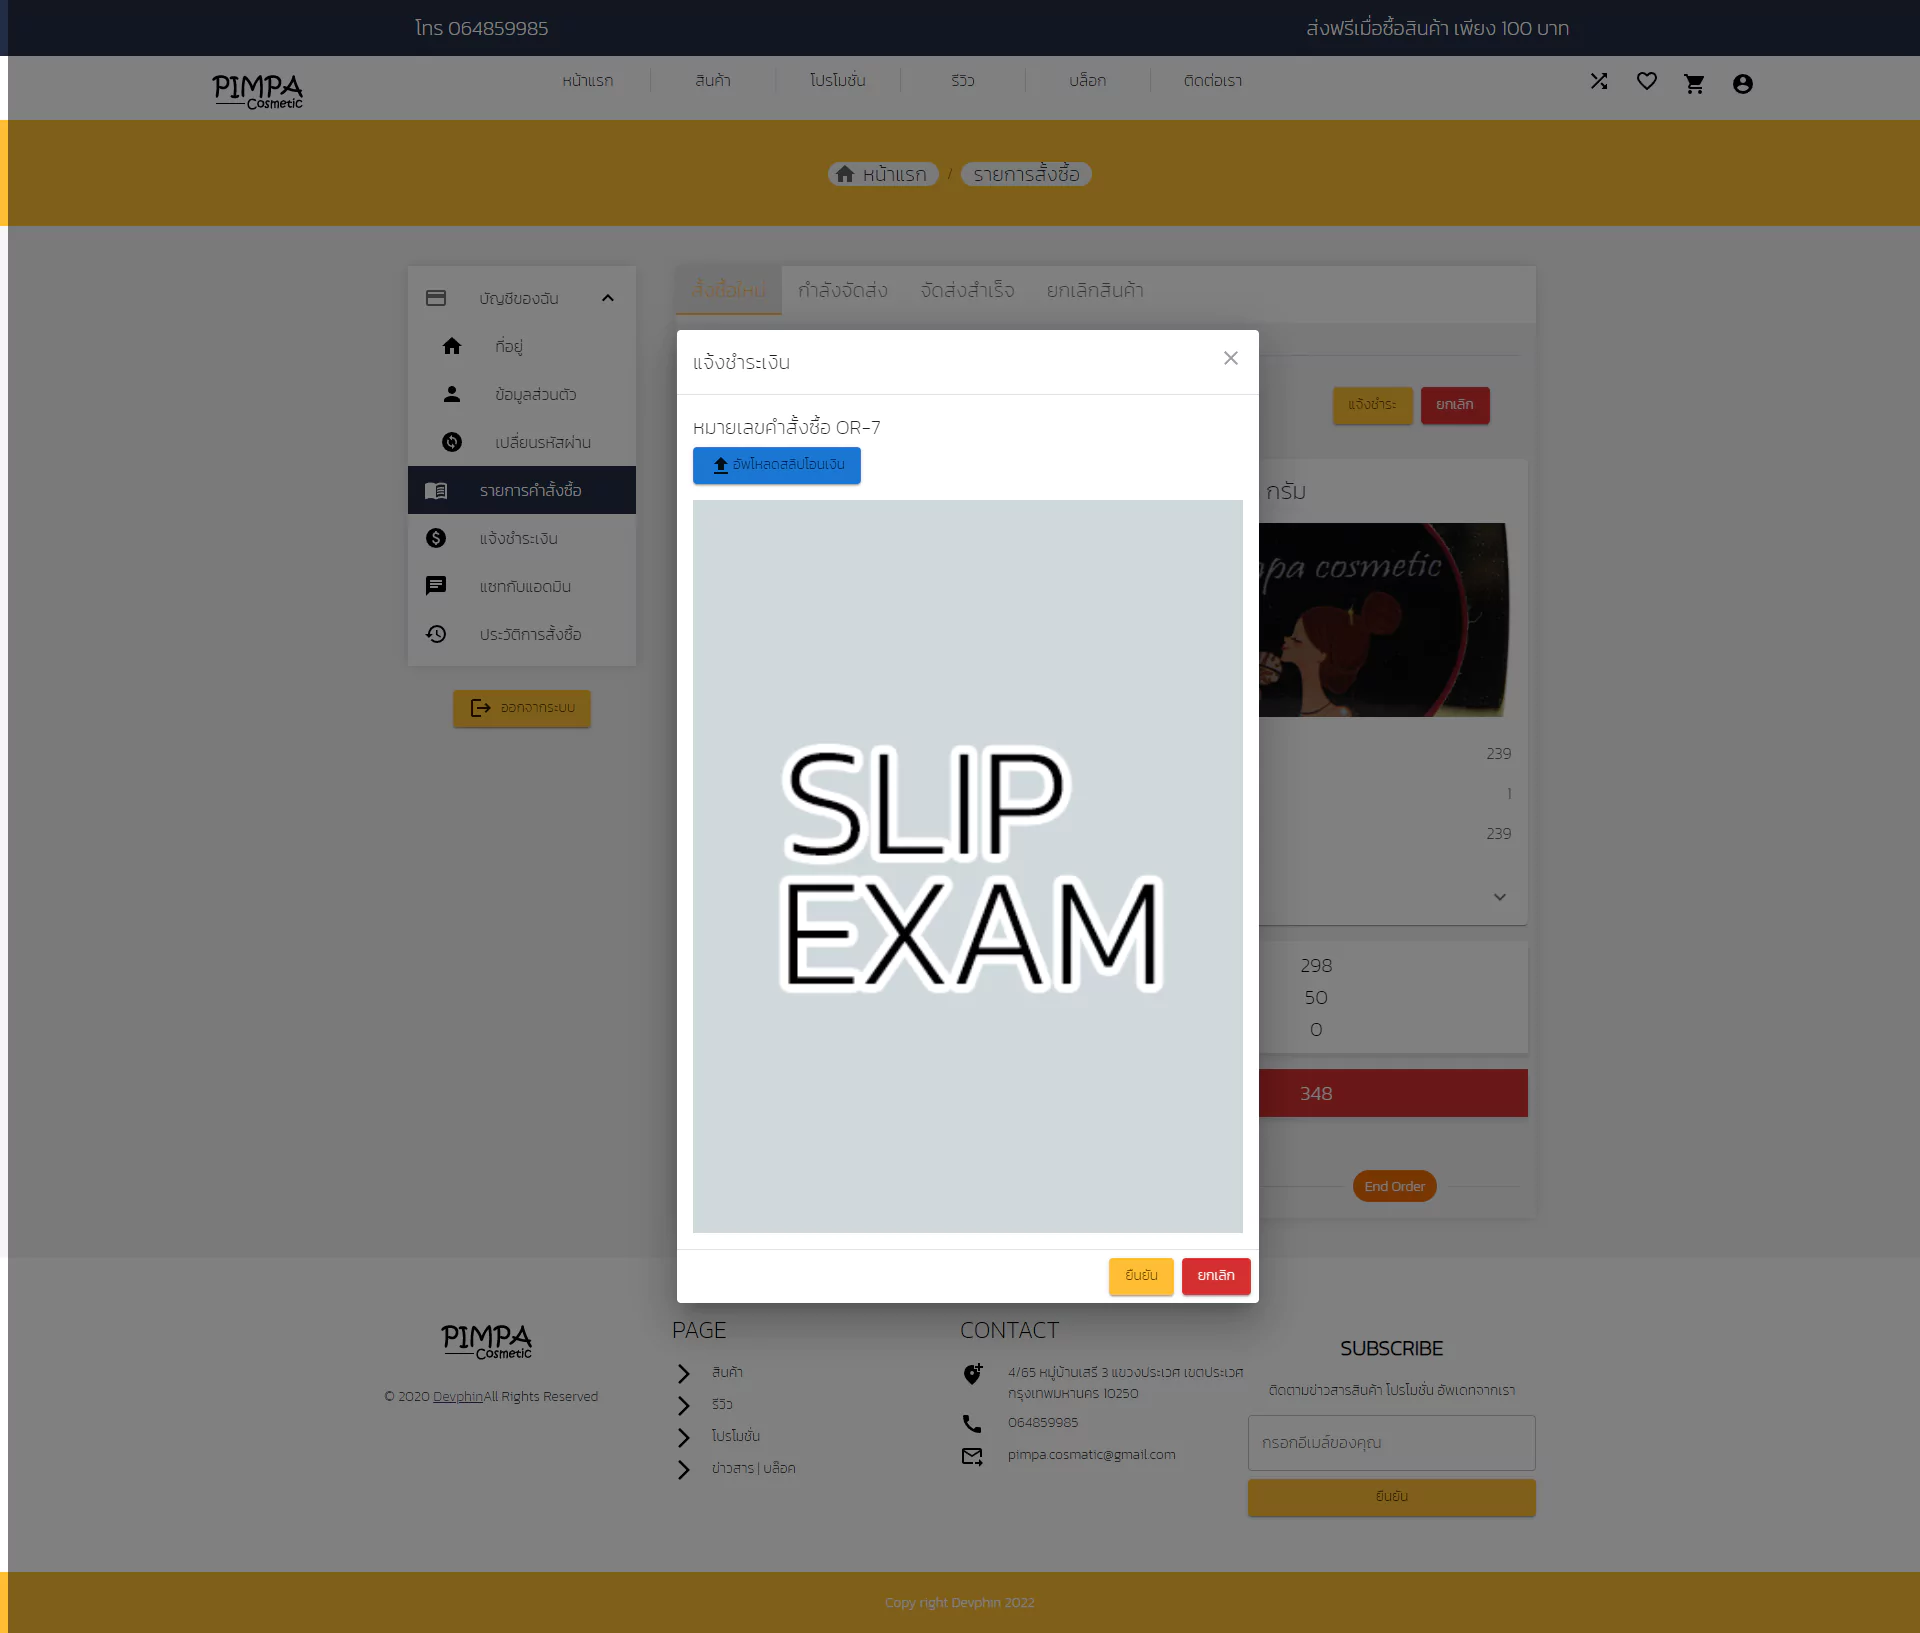 โทร 064859985
ส่งฟรีเมื่อซื้อสินค้า เพียง 100 บาท
PIMPA
Cosmetic
หน้าแรก
สินค้า
โปรโมชั่น
รีวิว
บล็อก
ติดต่อเรา
หน้าแรก / รายการสั่งซื้อ
บัญชีของฉัน
ที่อยู่
ข้อมูลส่วนตัว
เปลี่ยนรหัสผ่าน
รายการคำสั่งซื้อ
แจ้งชำระเงิน
แชทกับแอดมิน
ประวัติการสั่งซื้อ
ออกจากระบบ
สั่งซื้อใหม่
กำลังจัดส่ง
จัดส่งสำเร็จ
ยกเลิกสินค้า
แจ้งชำระ
ยกเลิก
แจ้งชำระเงิน
หมายเลขคำสั่งซื้อ OR-7
อัพโหลดสลิปโอนเงิน
SLIP
EXAM
ยืนยัน
ยกเลิก
กรัม
pa cosmetic
239
1
239
298
50
0
348
End Order
PIMPA
Cosmetic
© 2020 DevphinAll Rights Reserved
PAGE
สินค้า
รีวิว
โปรโมชั่น
ข่าวสาร | บล๊อค
CONTACT
4/65 หมู่บ้านเสรี 3 แขวงประเวศ เขตประเวศ
กรุงเทพมหานคร 10250
064859985
pimpa.cosmatic@gmail.com
SUBSCRIBE
ติดตามข่าวสารสินค้า โปรโมชั่น อัพเดทจากเรา
กรอกอีเมล์ของคุณ
ยืนยัน
Copy right Devphin 2022